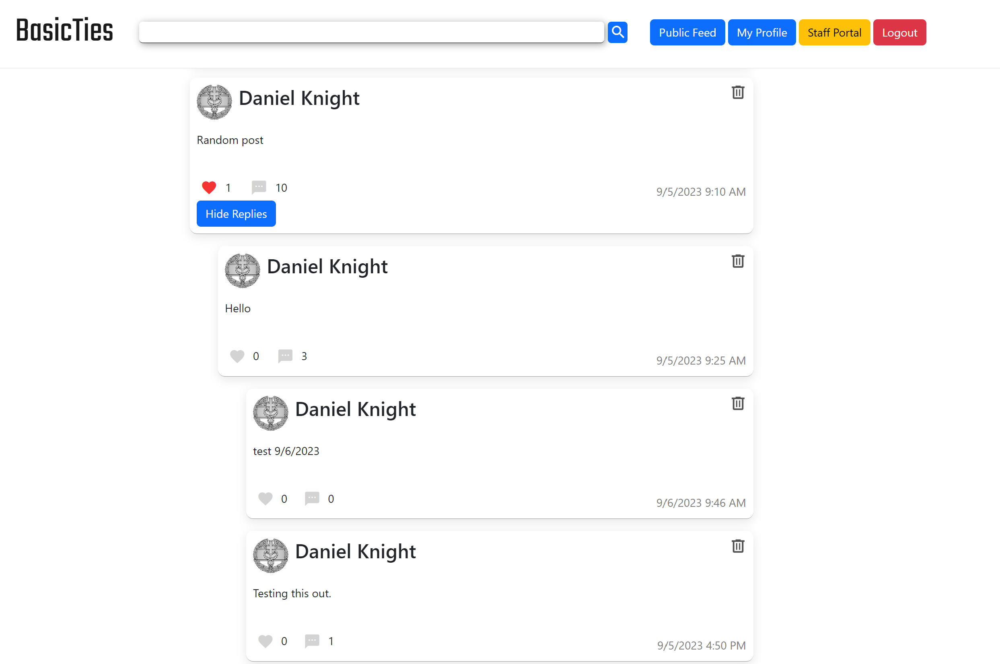 BasicTies
Public Feed My Profile Staff Portal Logout
Daniel Knight
Random post
1 10 9/5/2023 9:10 AM
Hide Replies
Daniel Knight
Hello
0 3 9/5/2023 9:25 AM
Daniel Knight
test 9/6/2023
0 0 9/6/2023 9:46 AM
Daniel Knight
Testing this out.
0 1 9/5/2023 4:50 PM